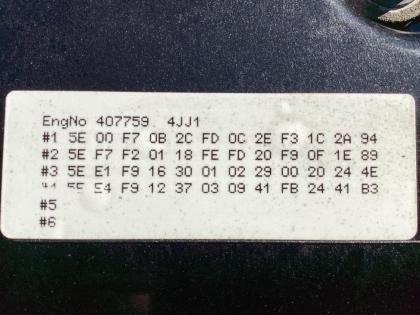 EngNo 407759 4JJ1
#1 5E 00 F7 0B 2C FD 0C 2E F3 1C 2A 94
#2 5E F7 F2 01 18 FE FD 20 F9 0F 1E 89
#3 5E E1 F9 16 30 01 02 29 00 20 24 4E
#4 5E E4 F9 12 37 03 09 41 FB 24 41 B3
#5
#6